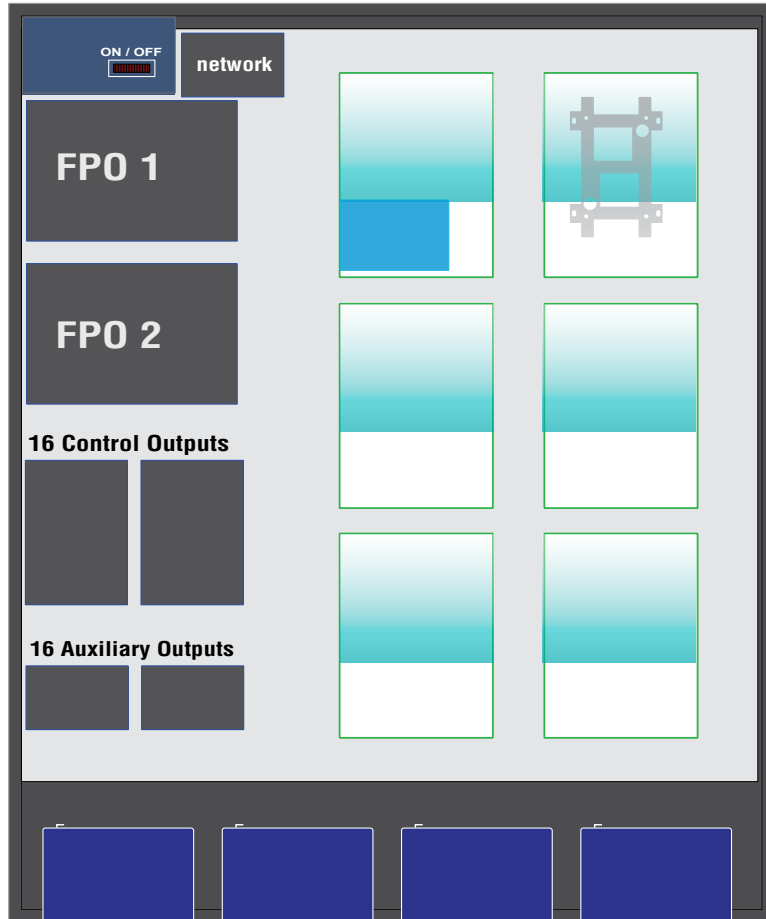 ON / OFF
network
FPO 1
FPO 2
16 Control Outputs
16 Auxiliary Outputs